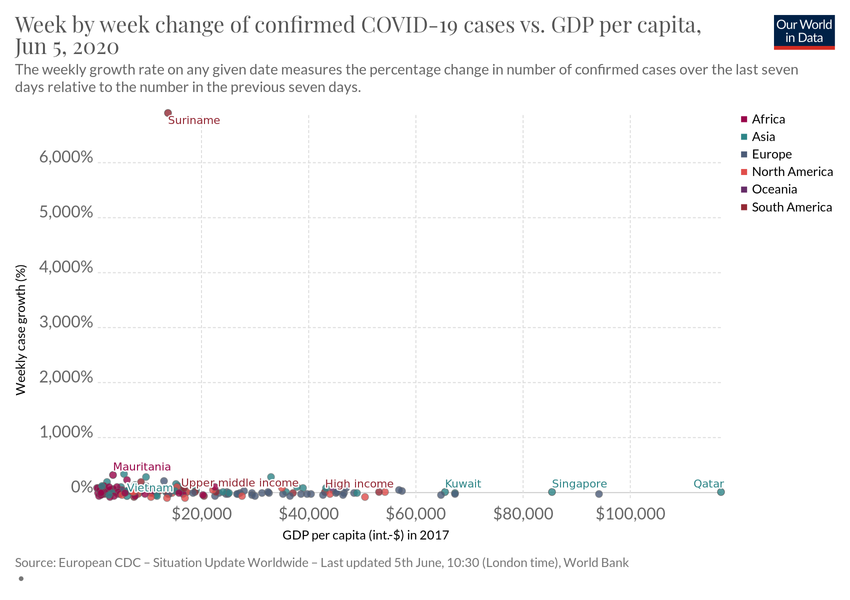 Week by week change of confirmed COVID-19 cases vs. GDP per capita,
Jun 5, 2020
Our World
in Data
The weekly growth rate on any given date measures the percentage change in number of confirmed cases over the last seven
days relative to the number in the previous seven days.
Suriname
Africa
Asia
Europe
North America
Oceania
South America
6,000%
5,000%
4,000%
3,000%
2,000%
1,000%
0%
Weekly case growth (%)
Mauritania
Vietnam
Upper middle income
High income
Kuwait
Singapore
Qatar
$20,000
$40,000
$60,000
$80,000
$100,000
GDP per capita (int.-$) in 2017
Source: European CDC – Situation Update Worldwide – Last updated 5th June, 10:30 (London time), World Bank